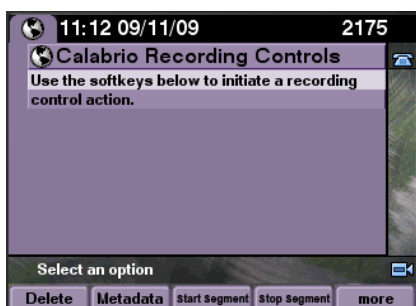 11:12 09/11/09 2175
Calabrio Recording Controls
Use the softkeys below to initiate a recording
control action.
Select an option
Delete Metadata Start Segment Stop Segment more